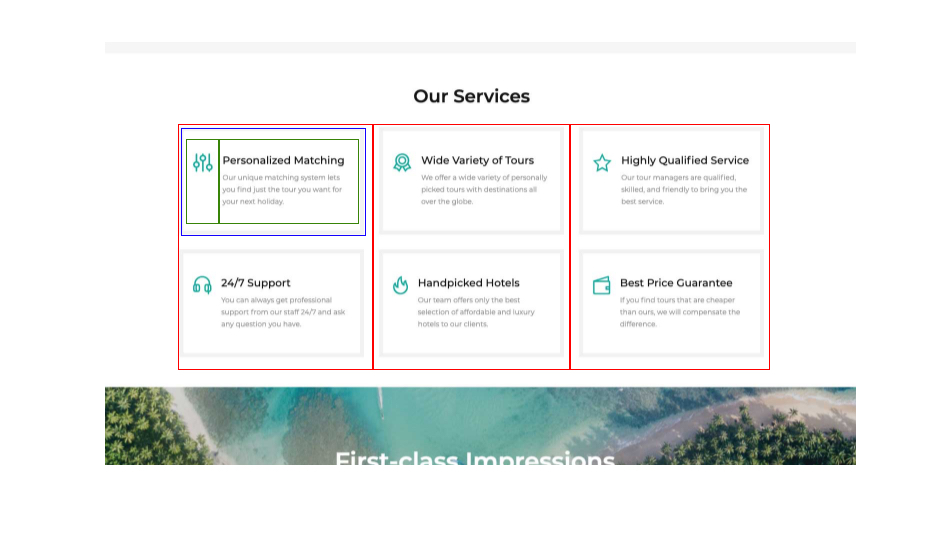 Our Services
Personalized Matching
Our unique matching system lets
you find just the tour you want for
your next holiday.
Wide Variety of Tours
We offer a wide variety of personally
picked tours with destinations all
over the globe.
Highly Qualified Service
Our tour managers are qualified,
skilled, and friendly to bring you the
best service.
24/7 Support
You can always get professional
support from our staff 24/7 and ask
any question you have.
Handpicked Hotels
Our team offers only the best
selection of affordable and luxury
hotels to our clients.
Best Price Guarantee
If you find tours that are cheaper
than ours, we will compensate the
difference.
First-class Impressions